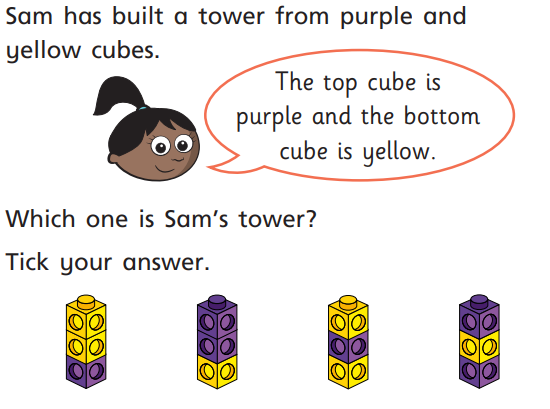 Sam has built a tower from purple and
yellow cubes.
The top cube is
purple and the bottom
cube is yellow.
Which one is Sam’s tower?
Tick your answer.